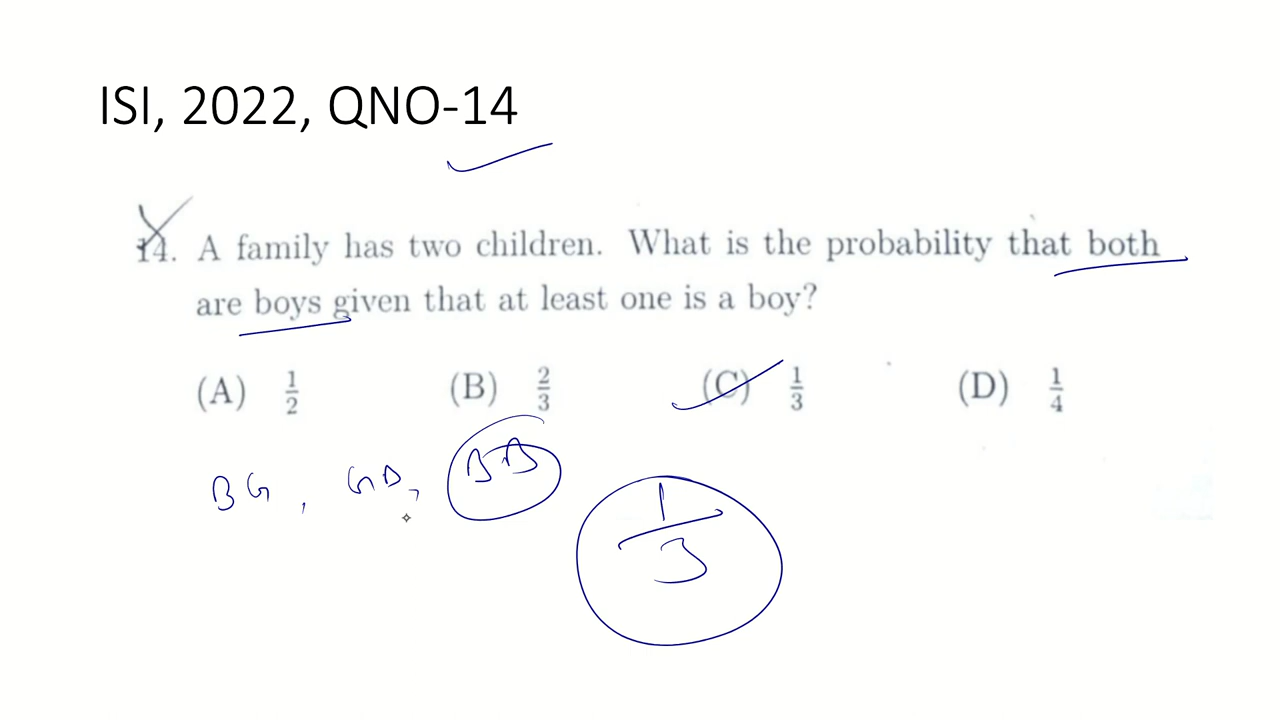 ISI, 2022, QNO-14
14. A family has two children. What is the probability that both
are boys given that at least one is a boy?
(A) 1/2 (B) 2/3 (C) 1/3 (D) 1/4
BG, GB, BB
1/3